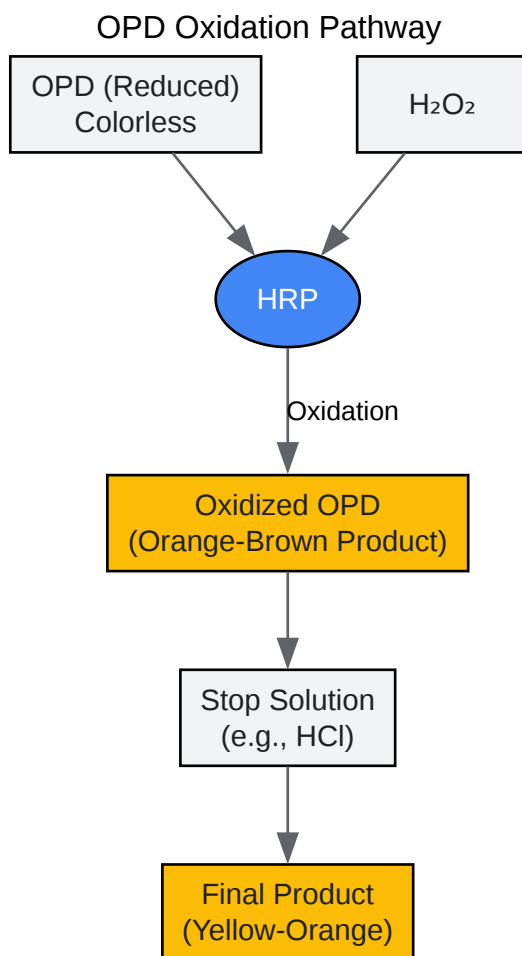 OPD Oxidation Pathway
OPD (Reduced)
Colorless
H₂O₂
HRP
Oxidation
Oxidized OPD
(Orange-Brown Product)
Stop Solution
(e.g., HCl)
Final Product
(Yellow-Orange)